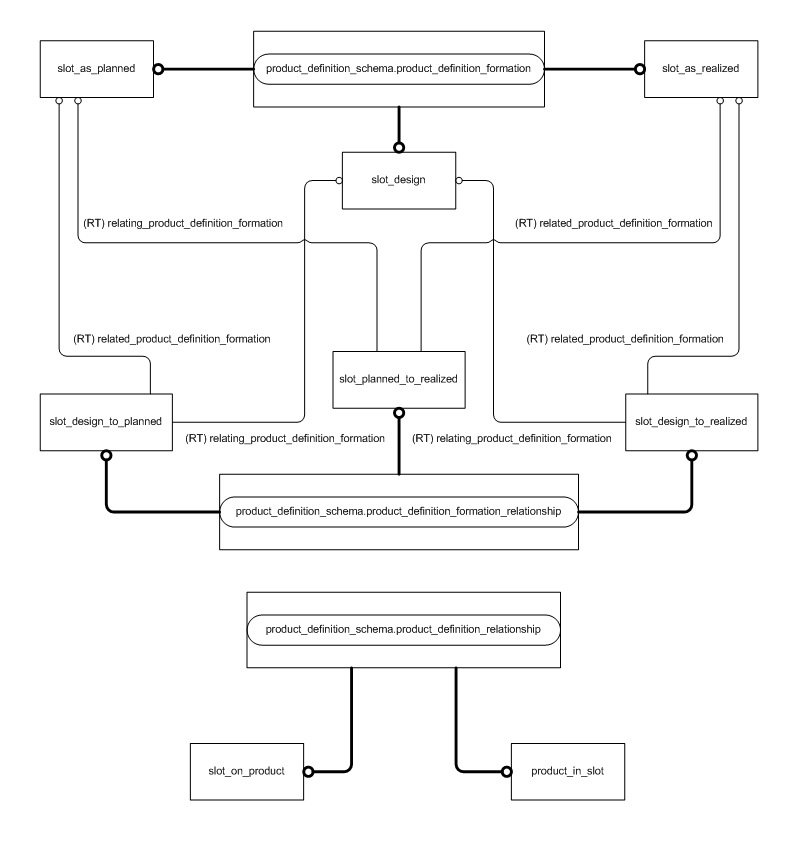 slot_as_planned
product_definition_schema.product_definition_formation
slot_as_realized
slot_design
(RT) relating_product_definition_formation
(RT) related_product_definition_formation
(RT) related_product_definition_formation
(RT) related_product_definition_formation
slot_planned_to_realized
slot_design_to_planned
slot_design_to_realized
(RT) relating_product_definition_formation
(RT) relating_product_definition_formation
product_definition_schema.product_definition_formation_relationship
product_definition_schema.product_definition_relationship
slot_on_product
product_in_slot